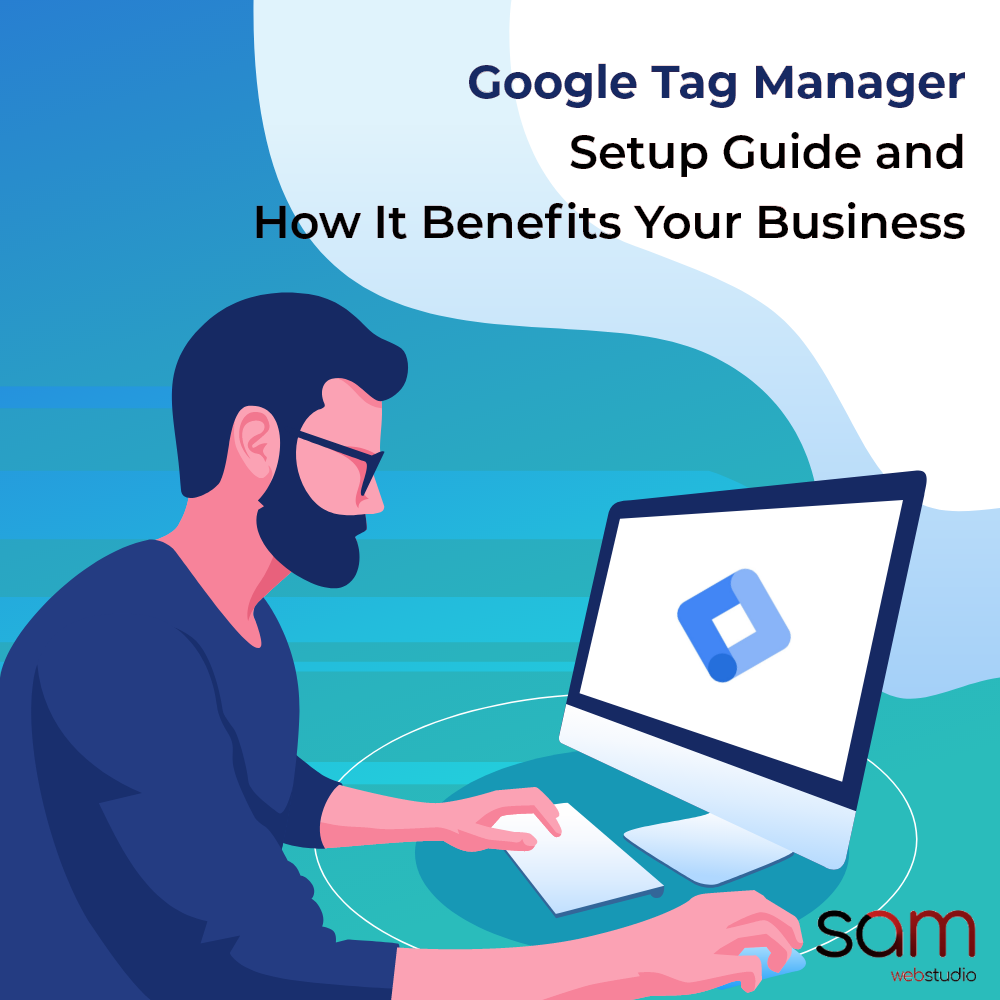 Google Tag Manager
Setup Guide and
How It Benefits Your Business
sam
webstudio